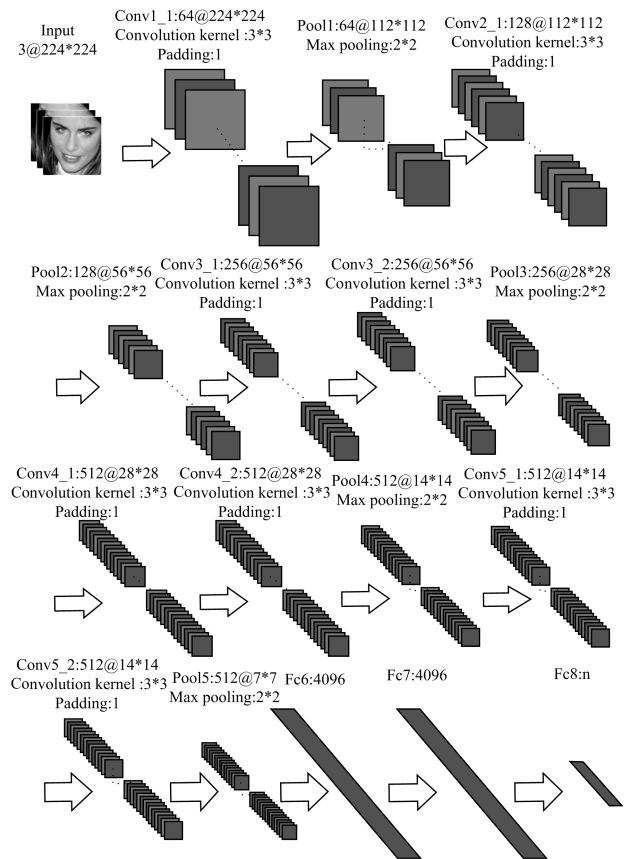 Input
3@224*224
Conv1_1:64@224*224
Convolution kernel :3*3
Padding:1
Pool1:64@112*112
Max pooling:2*2
Conv2_1:128@112*112
Convolution kernel:3*3
Padding:1
Pool2:128@56*56
Max pooling:2*2
Conv3_1:256@56*56
Convolution kernel :3*3
Padding:1
Conv3_2:256@56*56
Convolution kernel :3*3
Padding:1
Pool3:256@28*28
Max pooling:2*2
Conv4_1:512@28*28
Convolution kernel :3*3
Padding:1
Conv4_2:512@28*28
Convolution kernel :3*3
Padding:1
Pool4:512@14*14
Max pooling:2*2
Conv5_1:512@14*14
Convolution kernel :3*3
Padding:1
Conv5_2:512@14*14
Convolution kernel :3*3
Padding:1
Pool5:512@7*7
Max pooling:2*2
Fc6:4096
Fc7:4096
Fc8:n